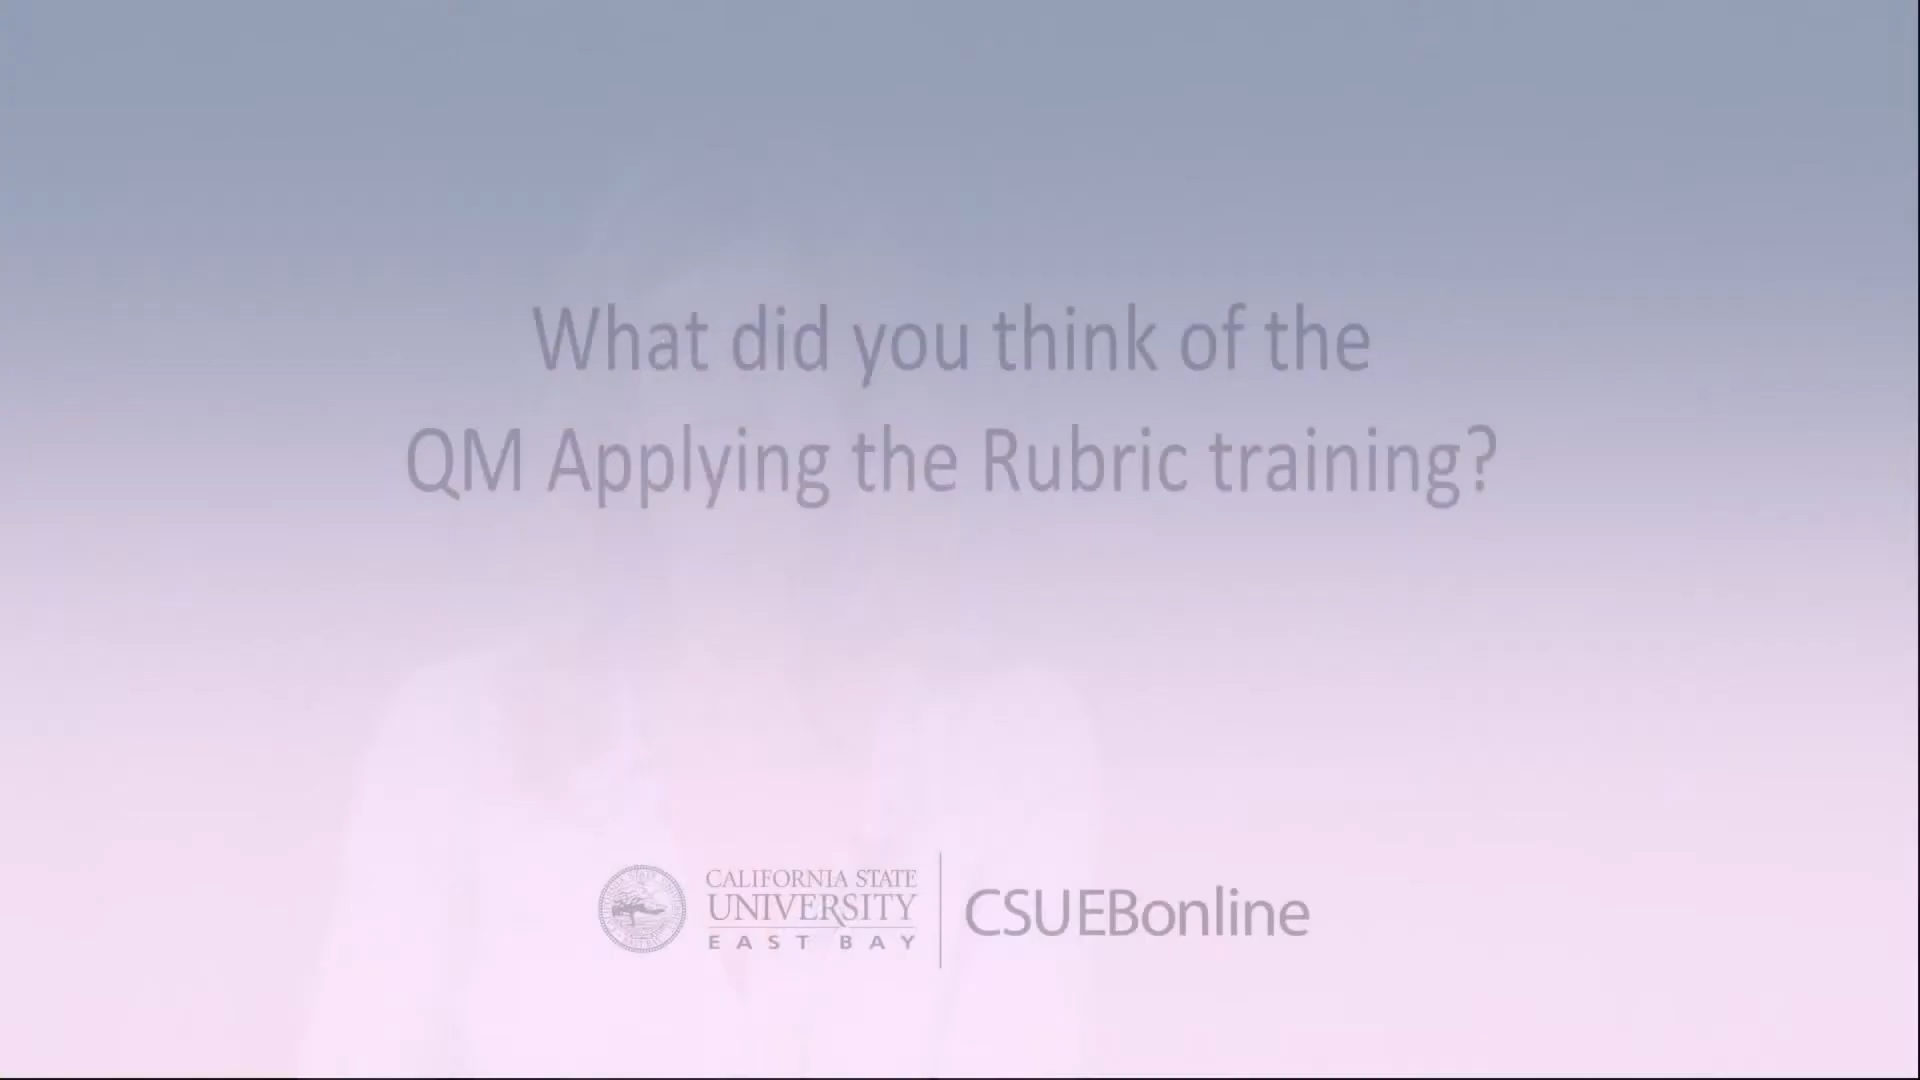 What did you think of the
QM Applying the Rubric training?
CALIFORNIA STATE
UNIVERSITY
EAST BAY
CSUEBonline